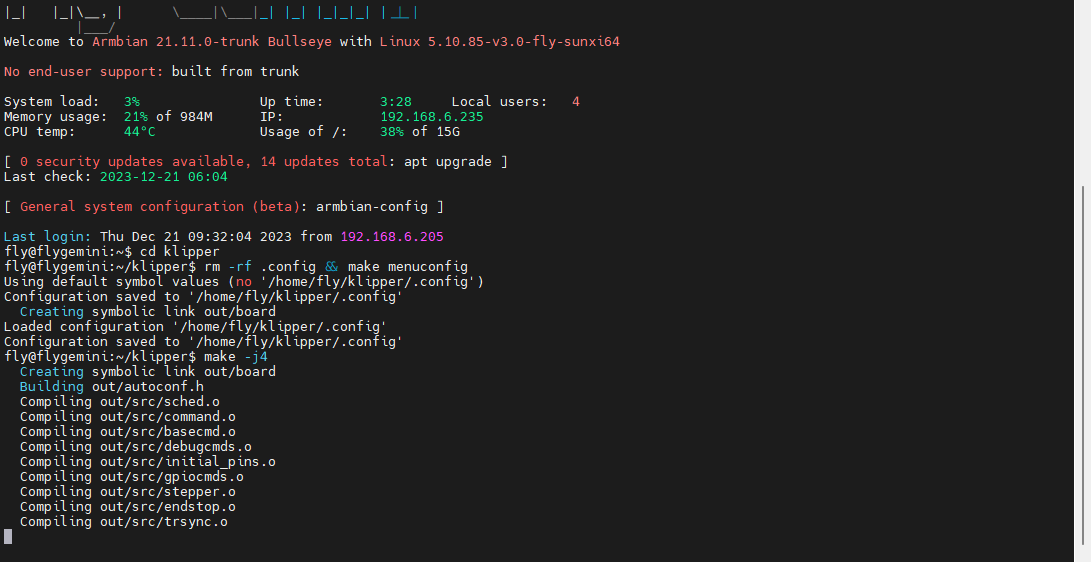 Welcome to Armbian 21.11.0-trunk Bullseye with Linux 5.10.85-v3.0-fly-sunxi64
No end-user support: built from trunk
System load: 3% Up time: 3:28 Local users: 4
Memory usage: 21% of 984M IP: 192.168.6.235
CPU temp: 44°C Usage of /: 38% of 15G
[ 0 security updates available, 14 updates total: apt upgrade ]
Last check: 2023-12-21 06:04
[ General system configuration (beta): armbian-config ]
Last login: Thu Dec 21 09:32:04 2023 from 192.168.6.205
fly@flygemini:~$ cd klipper
fly@flygemini:~/klipper$ rm -rf .config && make menuconfig
Using default symbol values (no '/home/fly/klipper/.config')
Configuration saved to '/home/fly/klipper/.config'
Creating symbolic link out/board
Loaded configuration '/home/fly/klipper/.config'
Configuration saved to '/home/fly/klipper/.config'
fly@flygemini:~/klipper$ make -j4
Creating symbolic link out/board
Building out/autoconf.h
Compiling out/src/sched.o
Compiling out/src/command.o
Compiling out/src/basecmd.o
Compiling out/src/debugcmds.o
Compiling out/src/initial_pins.o
Compiling out/src/gpiocmds.o
Compiling out/src/stepper.o
Compiling out/src/endstop.o
Compiling out/src/trsync.o